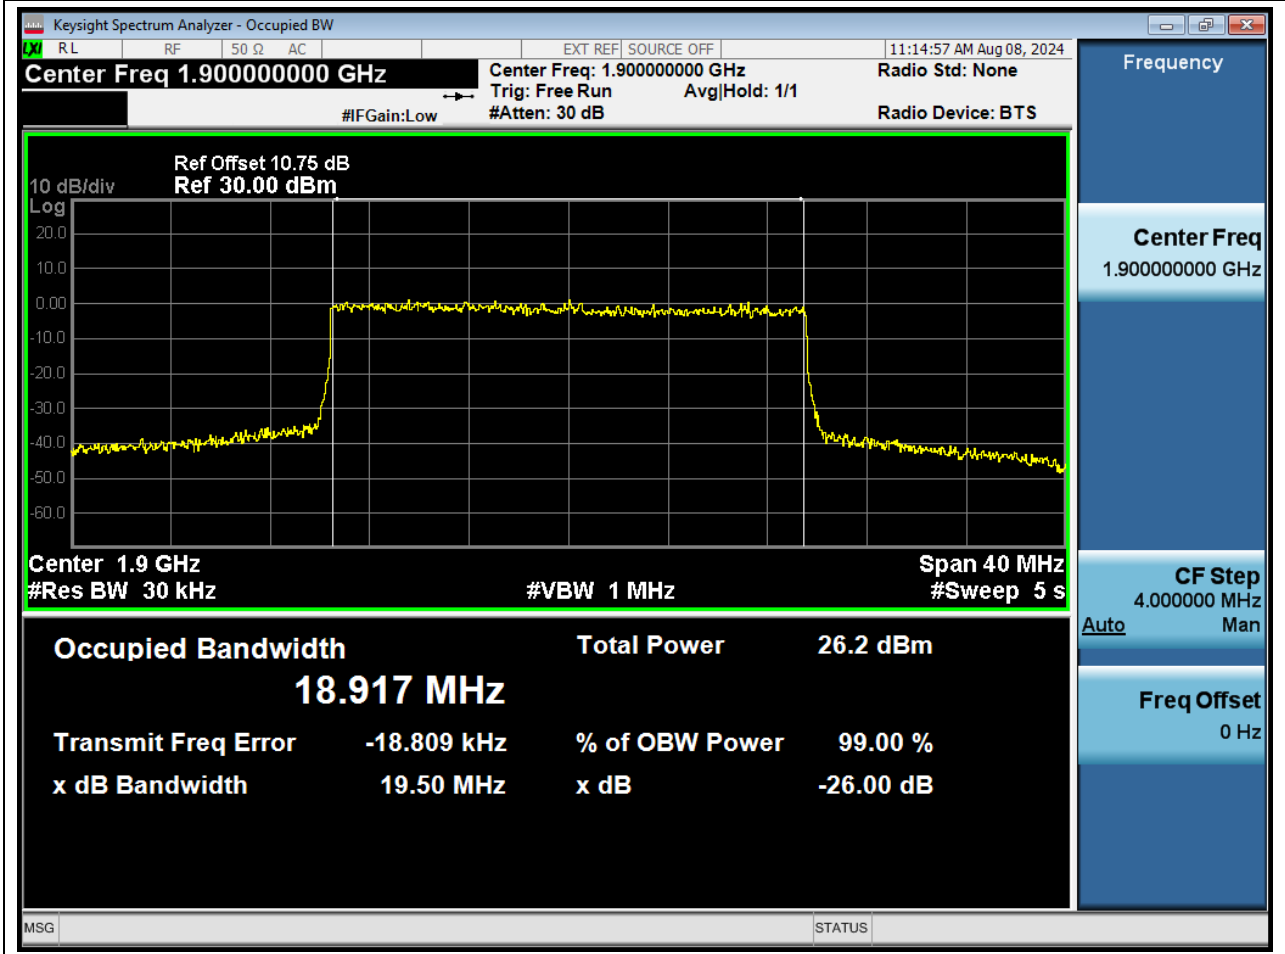 Keysight Spectrum Analyzer - Occupied BW
LXI RL RF 50 Ω AC EXT REF SOURCE OFF 11:14:57 AM Aug 08, 2024
Center Freq 1.900000000 GHz
Center Freq: 1.900000000 GHz Radio Std: None
Trig: Free Run Avg|Hold: 1/1
#IFGain:Low #Atten: 30 dB Radio Device: BTS
Ref Offset 10.75 dB
10 dB/div Ref 30.00 dBm
Log
20.0
10.0
0.00
-10.0
-20.0
-30.0
-40.0
-50.0
-60.0
Center 1.9 GHz Span 40 MHz
#Res BW 30 kHz #VBW 1 MHz #Sweep 5 s
Occupied Bandwidth Total Power 26.2 dBm
18.917 MHz
Transmit Freq Error -18.809 kHz % of OBW Power 99.00 %
x dB Bandwidth 19.50 MHz x dB -26.00 dB
MSG STATUS
Frequency
Center Freq
1.900000000 GHz
CF Step
4.000000 MHz
Auto Man
Freq Offset
0 Hz